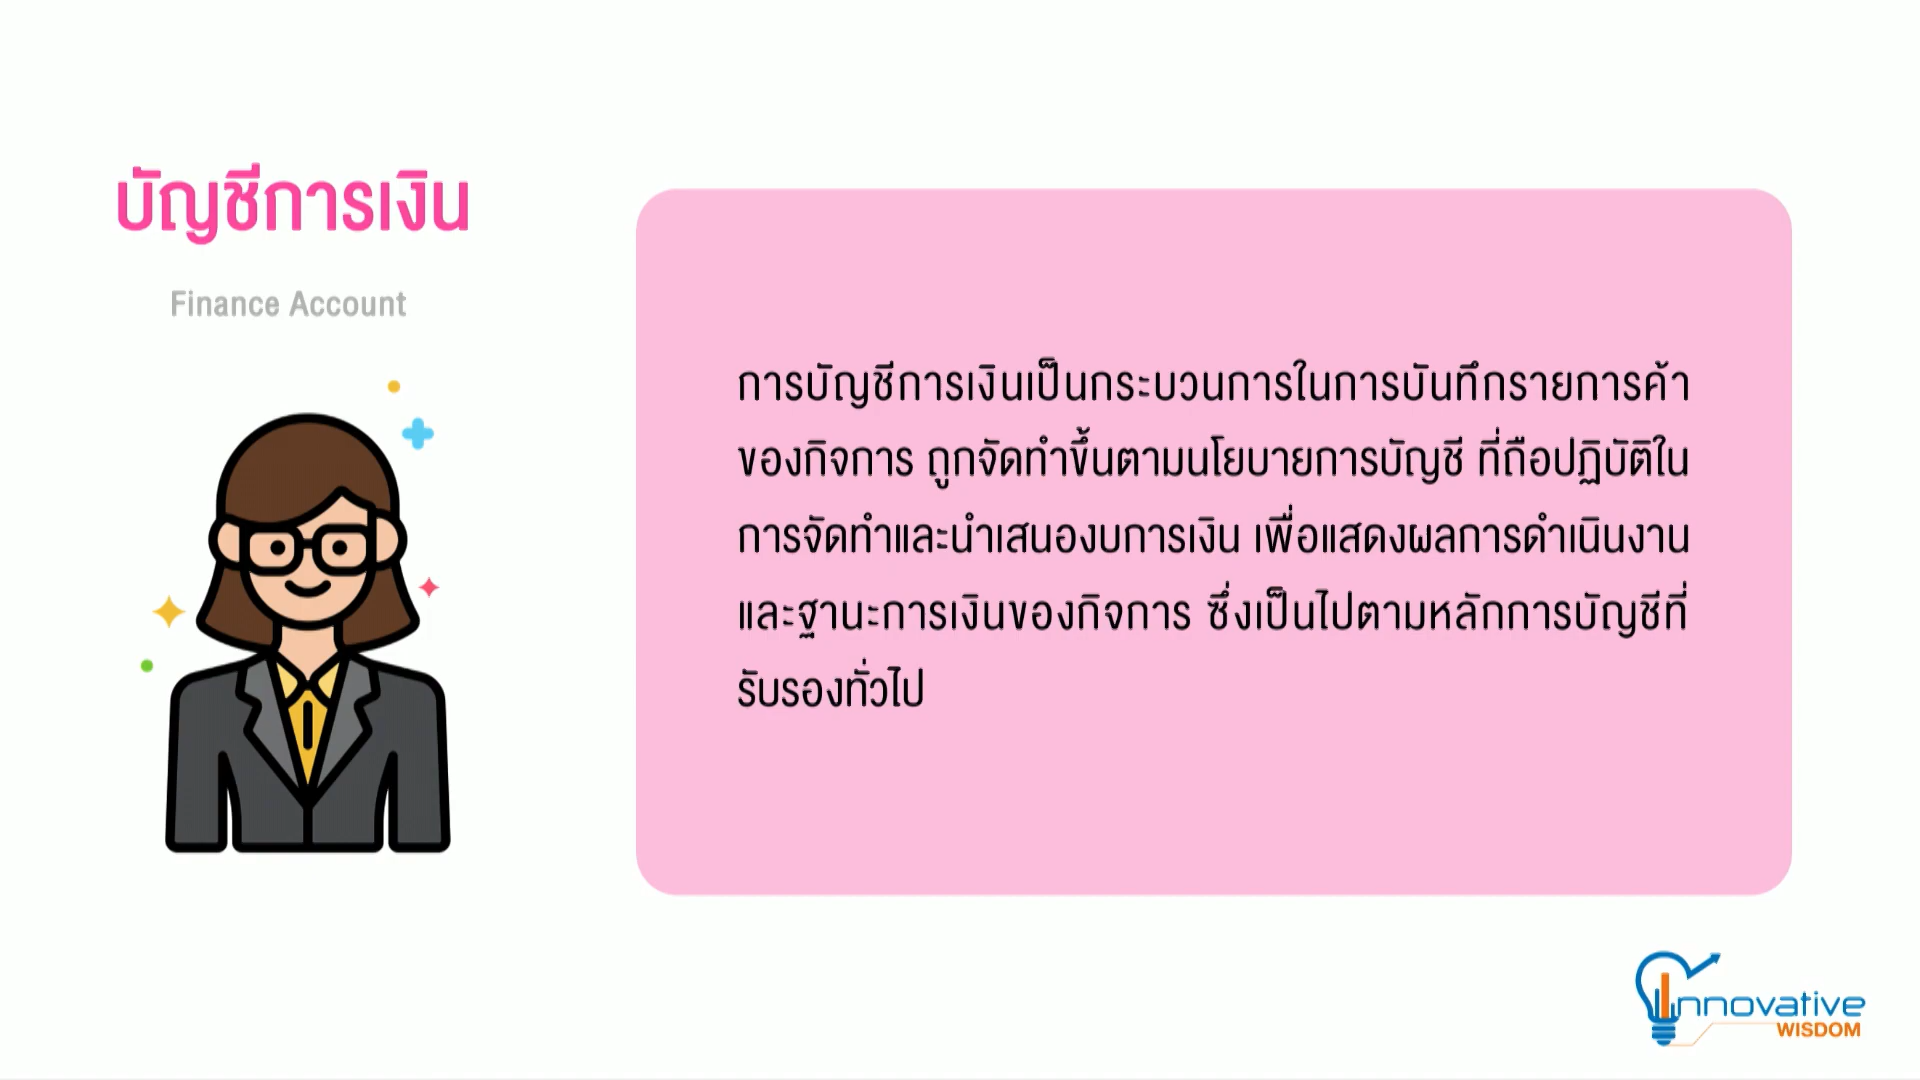 บัญชีการเงิน
Finance Account
การบัญชีการเงินเป็นกระบวนการในการบันทึกรายการค้า
ของกิจการ ถูกจัดทำขึ้นตามนโยบายการบัญชี ที่ถือปฏิบัติใน
การจัดทำและนำเสนองบการเงิน เพื่อแสดงผลการดำเนินงาน
และฐานะการเงินของกิจการ ซึ่งเป็นไปตามหลักการบัญชีที่
รับรองทั่วไป
innovative
WISDOM